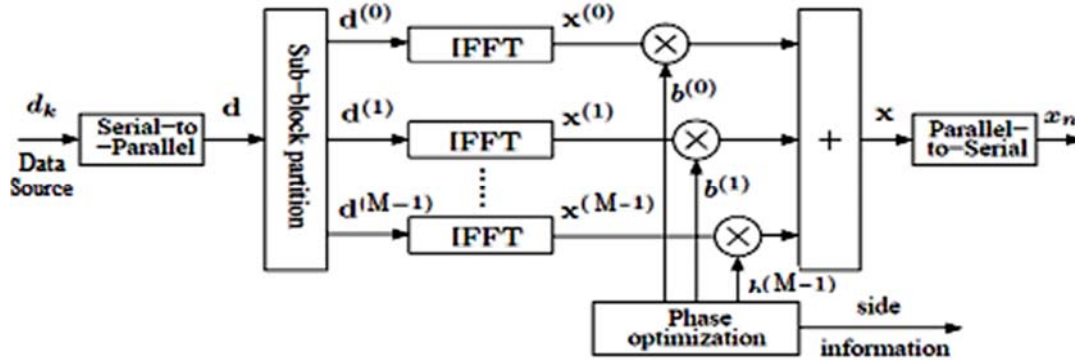 d_k
Data
Source
Serial-to
-Parallel
d
Sub-block partition
d^(0)
IFFT
x^(0)
b^(0)
d^(1)
IFFT
x^(1)
b^(1)
d^(M-1)
IFFT
x^(M-1)
b^(M-1)
Phase
optimization
side
information
+
x
Parallel-
to-Serial
x_n